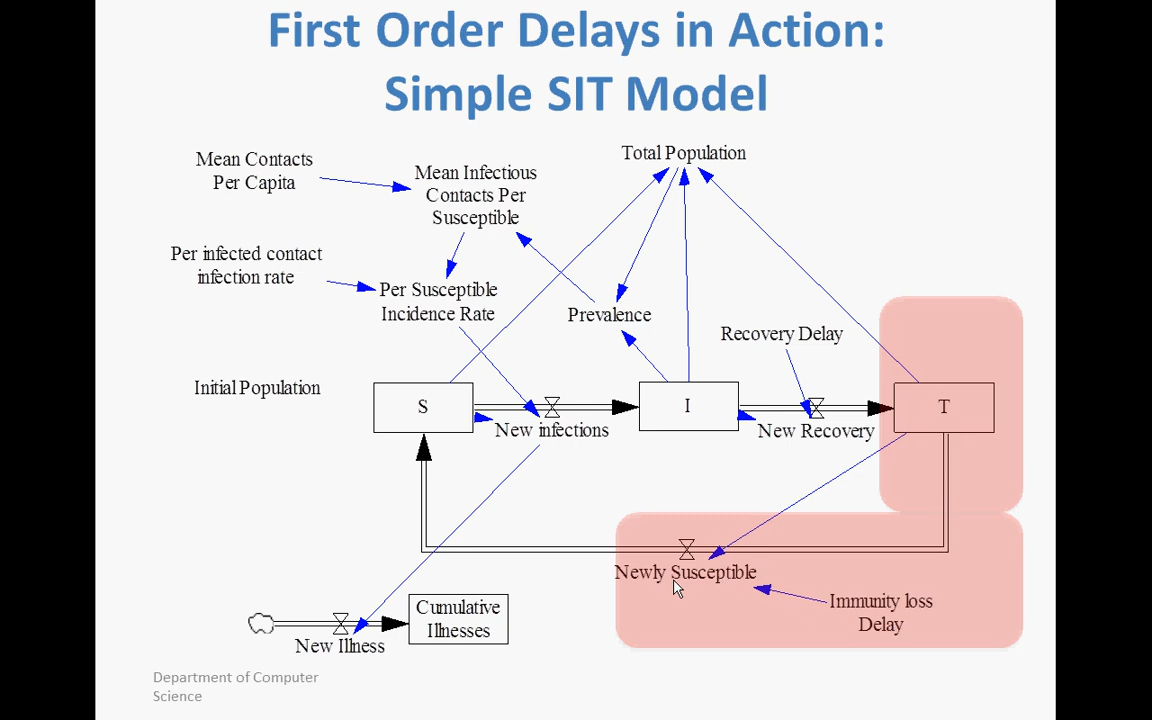 First Order Delays in Action:
Simple SIT Model
Mean Contacts
Per Capita
Mean Infectious
Contacts Per
Susceptible
Total Population
Per infected contact
infection rate
Per Susceptible
Incidence Rate
Prevalence
Recovery Delay
Initial Population
S
New infections
I
New Recovery
T
Newly Susceptible
Immunity loss
Delay
Cumulative
Illnesses
New Illness
Department of Computer
Science